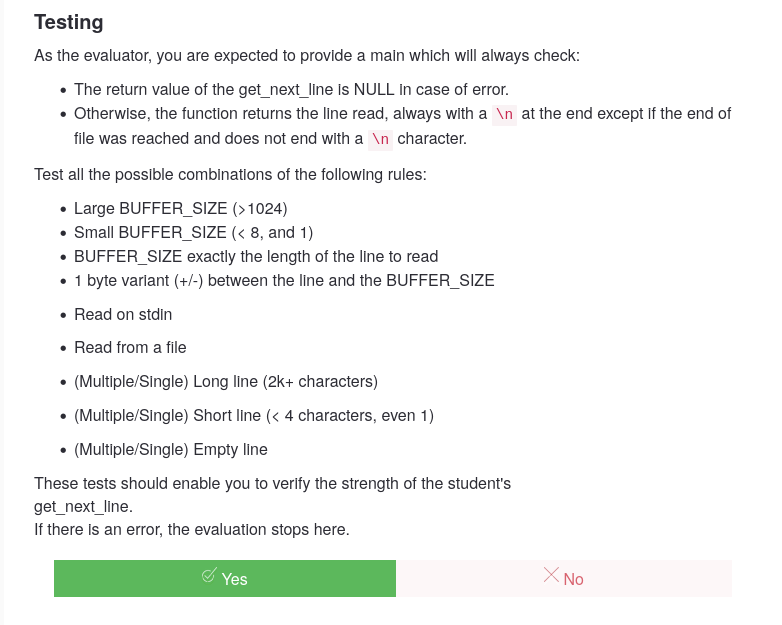 Testing
As the evaluator, you are expected to provide a main which will always check:
• The return value of the get_next_line is NULL in case of error.
• Otherwise, the function returns the line read, always with a \n at the end except if the end of
file was reached and does not end with a \n character.
Test all the possible combinations of the following rules:
• Large BUFFER_SIZE (>1024)
• Small BUFFER_SIZE (< 8, and 1)
• BUFFER_SIZE exactly the length of the line to read
• 1 byte variant (+/-) between the line and the BUFFER_SIZE
• Read on stdin
• Read from a file
• (Multiple/Single) Long line (2k+ characters)
• (Multiple/Single) Short line (< 4 characters, even 1)
• (Multiple/Single) Empty line
These tests should enable you to verify the strength of the student's
get_next_line.
If there is an error, the evaluation stops here.
Yes
No